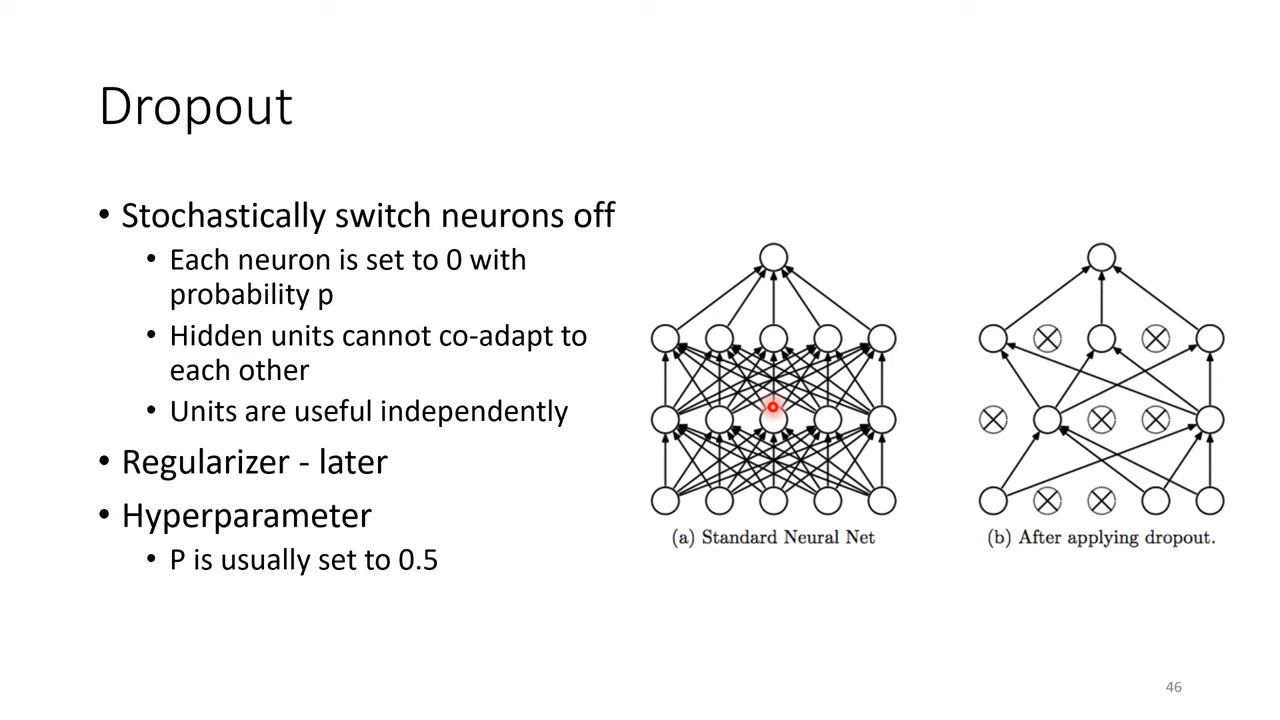 Dropout
• Stochastically switch neurons off
• Each neuron is set to 0 with
probability p
• Hidden units cannot co-adapt to
each other
• Units are useful independently
• Regularizer - later
• Hyperparameter
• P is usually set to 0.5
(a) Standard Neural Net
(b) After applying dropout.
46